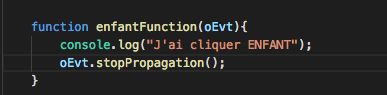 function enfantFunction(oEvt){
console.log("J'ai cliquer ENFANT");
oEvt.stopPropagation();
}